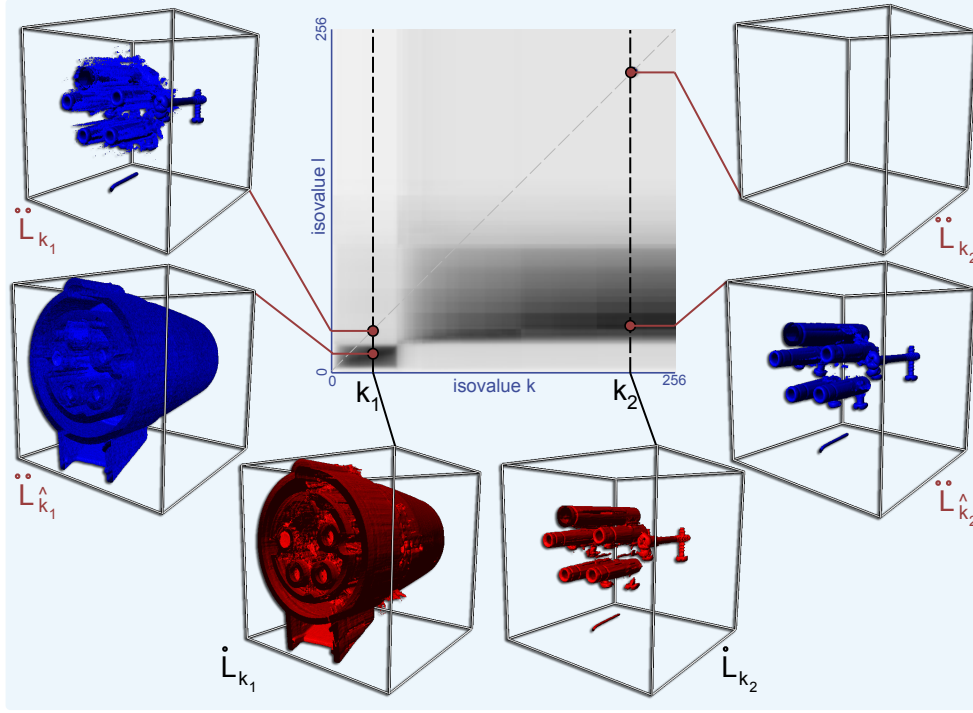 256
isovalue l
0
0
isovalue k
256
k₁
k₂
L̈ₖ₁
L̈ₖ₂
L̈ₖ̂₁
L̈ₖ̂₂
L̊ₖ₁
L̊ₖ₂